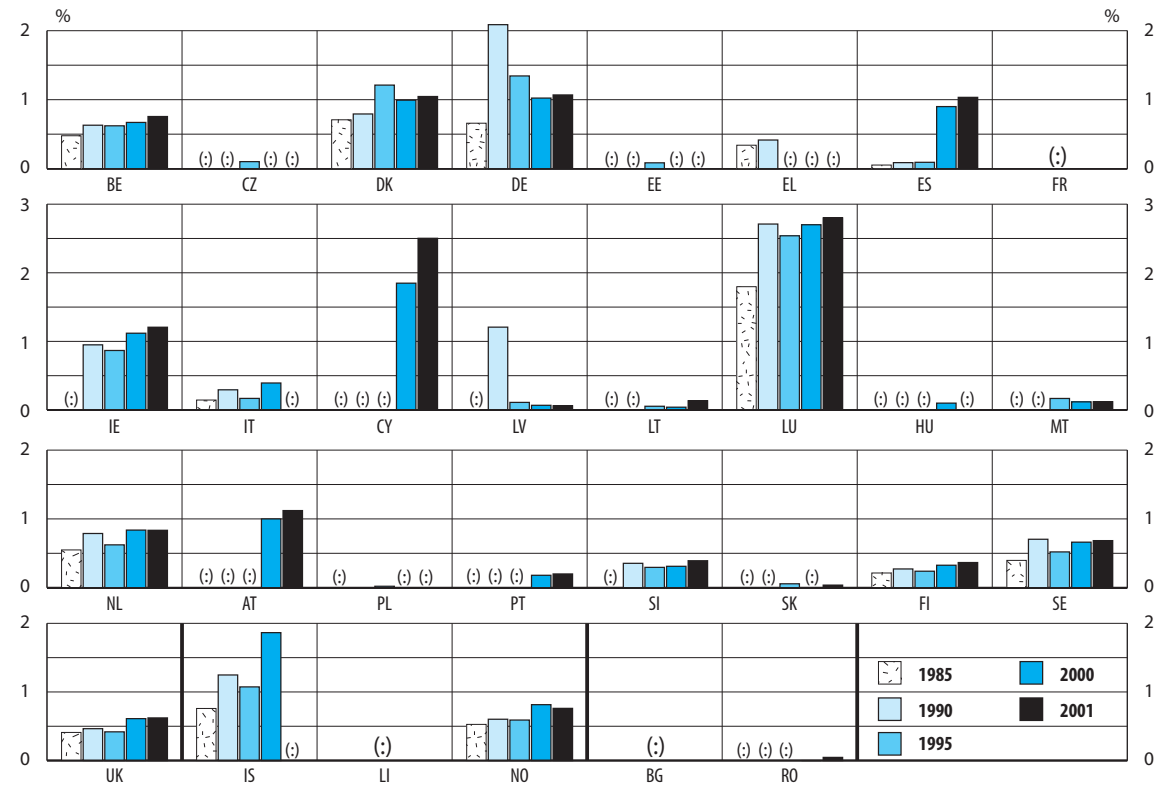 % %
2 2
1 1
(:) (:) (:) (:) (:) (:) (:) (:) (:) (:) (:) (:)
0 0
BE CZ DK DE EE EL ES FR
3 3
2 2
1 1
(:) (:) (:) (:) (:) (:) (:) (:) (:) (:) (:) (:) (:) (:)
0 0
IE IT CY LV LT LU HU MT
2 2
1 1
(:) (:) (:) (:) (:) (:) (:) (:) (:) (:) (:) (:) (:)
0 0
NL AT PL PT SI SK FI SE
2 2
1985 2000
1 1990 2001 1
1995
(:) (:) (:) (:) (:) (:)
0 0
UK IS LI NO BG RO